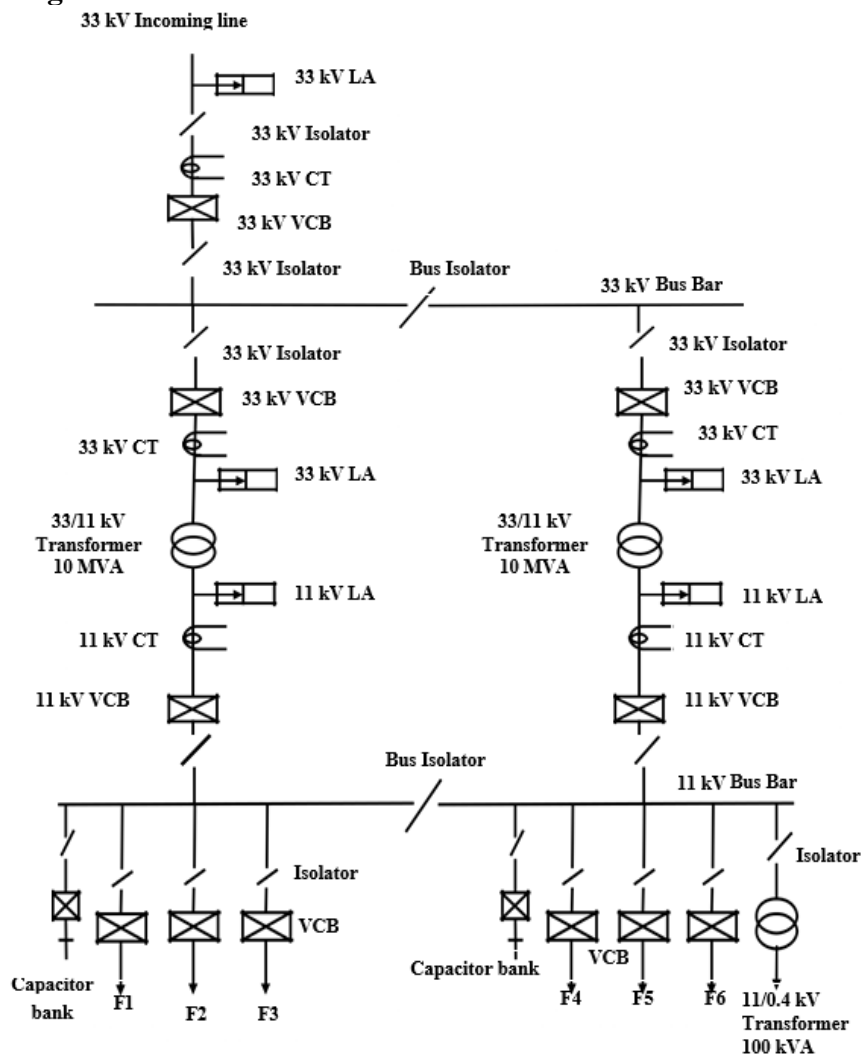 33 kV Incoming line
33 kV LA
33 kV Isolator
33 kV CT
33 kV VCB
33 kV Isolator
Bus Isolator
33 kV Bus Bar
33 kV Isolator
33 kV Isolator
33 kV VCB
33 kV VCB
33 kV CT
33 kV CT
33 kV LA
33 kV LA
33/11 kV
Transformer
10 MVA
33/11 kV
Transformer
10 MVA
11 kV LA
11 kV LA
11 kV CT
11 kV CT
11 kV VCB
11 kV VCB
Bus Isolator
11 kV Bus Bar
Isolator
Isolator
VCB
VCB
Capacitor
bank
F1
F2
F3
Capacitor bank
F4
F5
F6
11/0.4 kV
Transformer
100 kVA